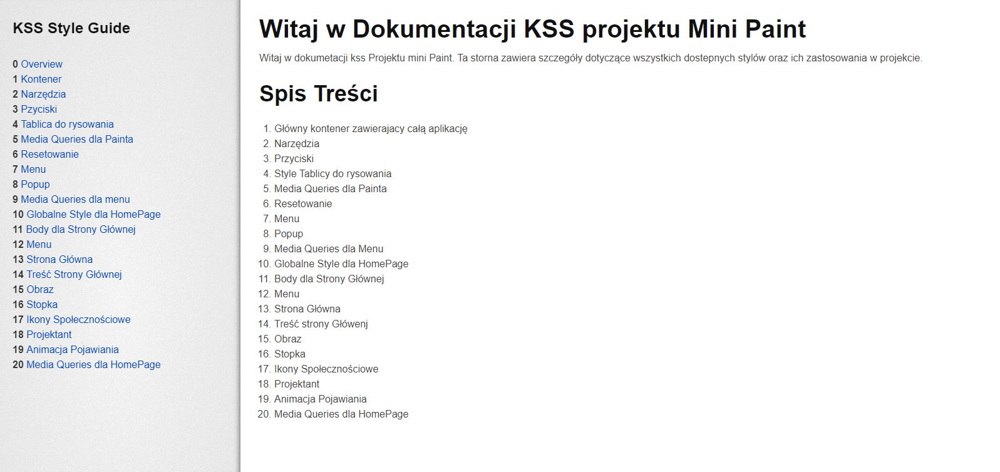 KSS Style Guide
0 Overview
1 Kontener
2 Narzędzia
3 Pzyciski
4 Tablica do rysowania
5 Media Queries dla Painta
6 Resetowanie
7 Menu
8 Popup
9 Media Queries dla menu
10 Globalne Style dla HomePage
11 Body dla Strony Głównej
12 Menu
13 Strona Główna
14 Treść Strony Głównej
15 Obraz
16 Stopka
17 Ikony Społecznościowe
18 Projektant
19 Animacja Pojawiania
20 Media Queries dla HomePage
Witaj w Dokumentacji KSS projektu Mini Paint
Witaj w dokumetacji kss Projektu mini Paint. Ta storna zawiera szczegóły dotyczące wszystkich dostepnych stylów oraz ich zastosowania w projekcie.
Spis Treści
1. Główny kontener zawierajacy całą aplikację
2. Narzędzia
3. Przyciski
4. Style Tablicy do rysowania
5. Media Queries dla Painta
6. Resetowanie
7. Menu
8. Popup
9. Media Queries dla Menu
10. Globalne Style dla HomePage
11. Body dla Strony Głównej
12. Menu
13. Strona Główna
14. Treść strony Główenj
15. Obraz
16. Stopka
17. Ikony Społecznościowe
18. Projektant
19. Animacja Pojawiania
20. Media Queries dla HomePage